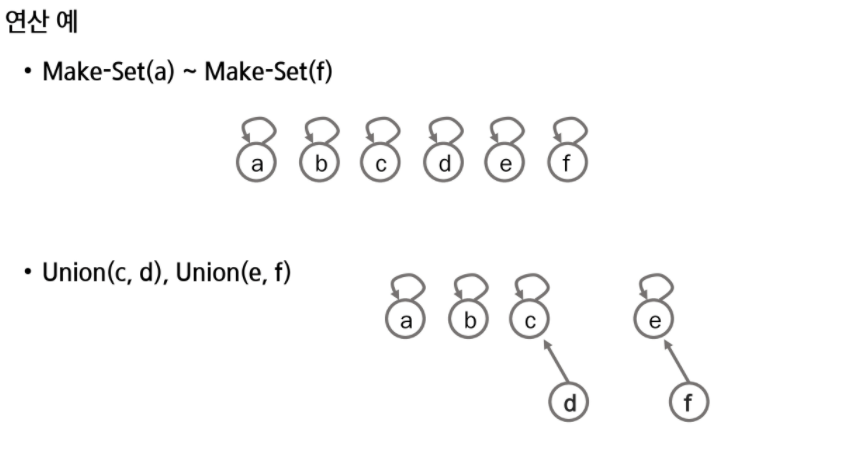 연산 예
• Make-Set(a) ~ Make-Set(f)
a b c d e f
• Union(c, d), Union(e, f)
a b c e
d f